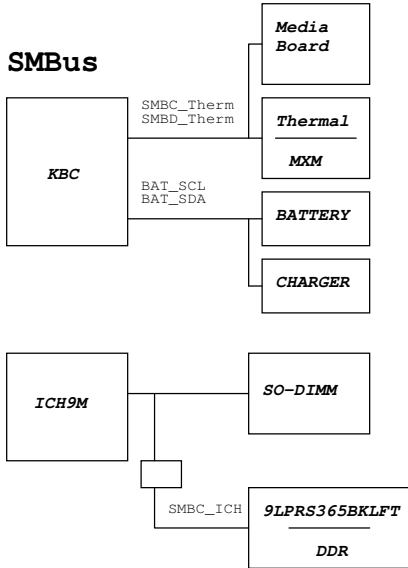 Media
Board
SMBus
SMBC_Therm
SMBD_Therm
Thermal
MXM
KBC
BAT_SCL
BAT_SDA
BATTERY
CHARGER
ICH9M
SO-DIMM
SMBC_ICH
9LPRS365BKLFT
DDR